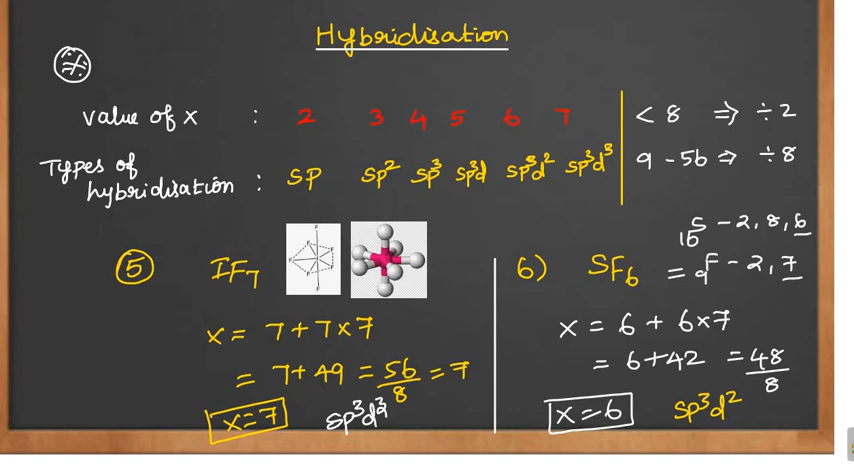 Hybridisation
value of x : 2 3 4 5 6 7
Types of hybridisation : SP SP² SP³ SP³d SP³d² SP³d³
< 8 ⇒ ÷ 2
9 - 56 ⇒ ÷ 8
⑤ IF₇
x = 7 + 7 x 7
= 7 + 49 = 56/8 = 7
x = 7 SP³d³
6) SF₆
₁₆S - 2, 8, 6
= ₉F - 2, 7
x = 6 + 6x7
= 6 + 42 = 48/8
x = 6 SP³d²